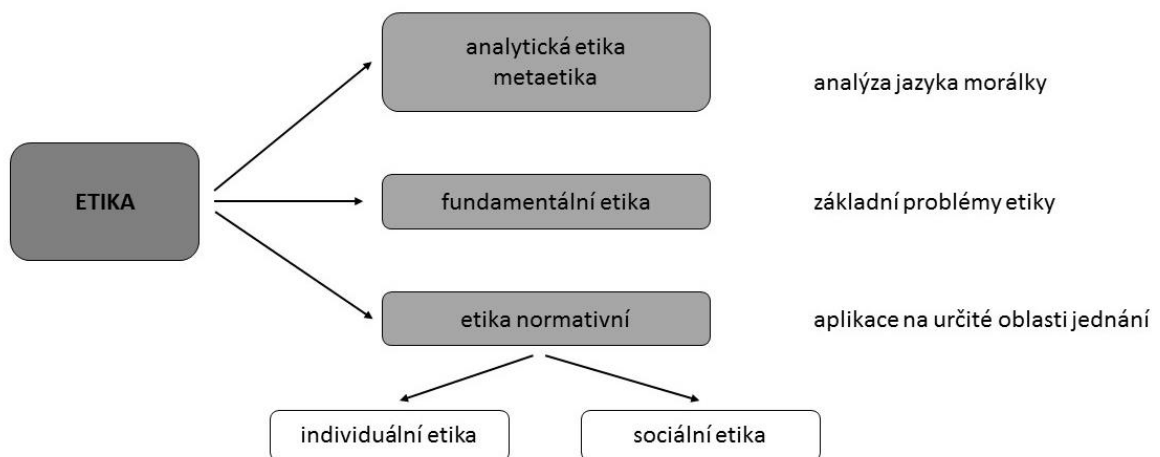 analytická etika
metaetika
analýza jazyka morálky
ETIKA
fundamentální etika
základní problémy etiky
etika normativní
aplikace na určité oblasti jednání
individuální etika
sociální etika